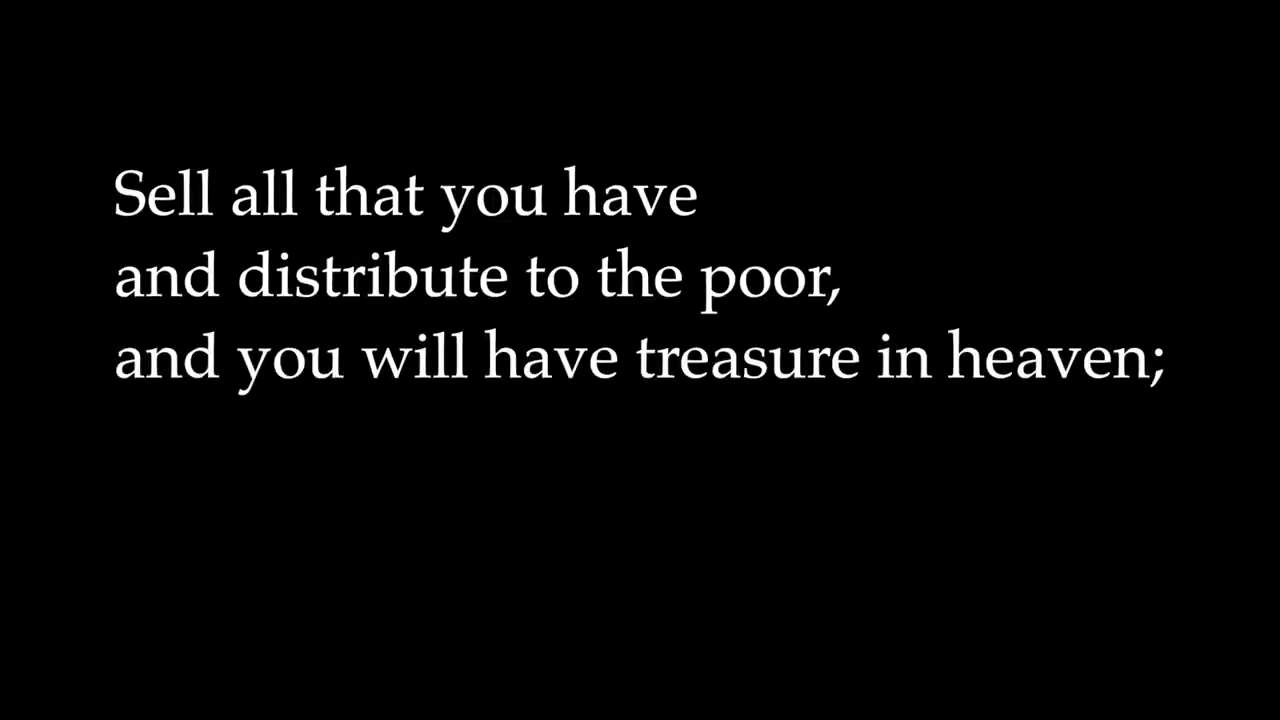 Sell all that you have
and distribute to the poor,
and you will have treasure in heaven;